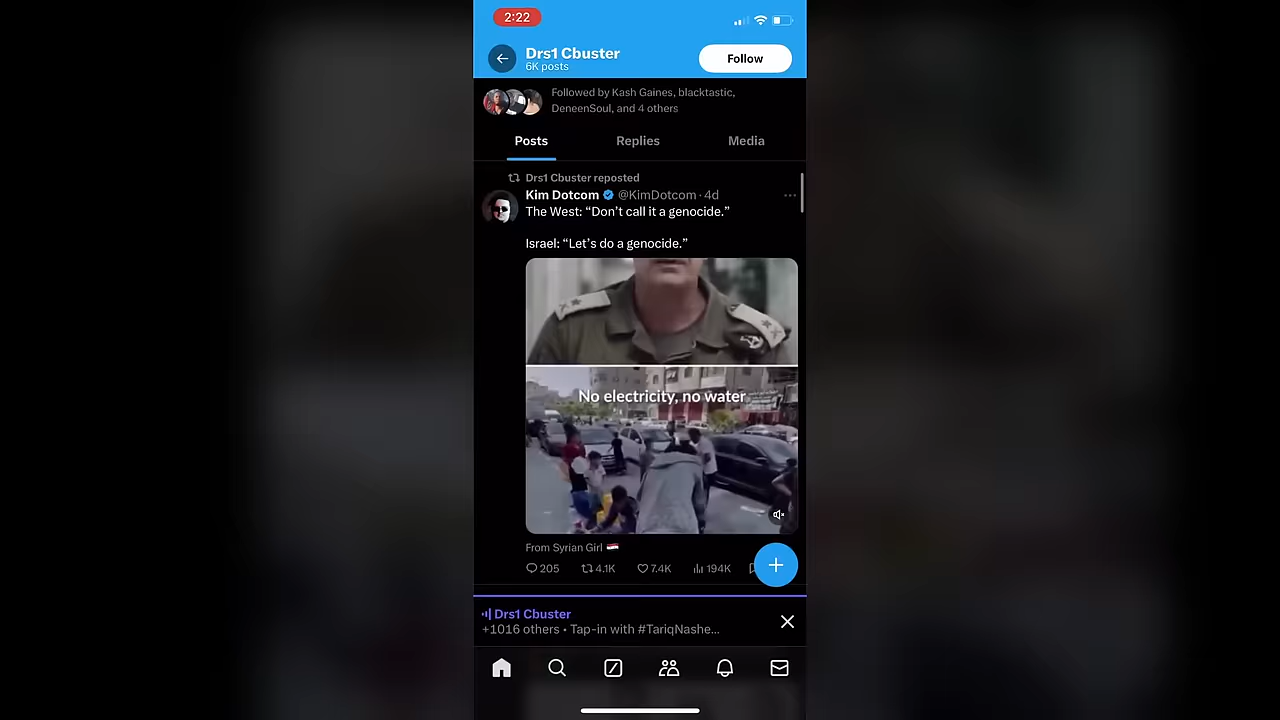 2:22
Drs1 Cbuster
6K posts
Follow
Followed by Kash Gaines, blacktastic,
DeneenSoul, and 4 others
Posts Replies Media
Drs1 Cbuster reposted
Kim Dotcom @KimDotcom · 4d
The West: “Don’t call it a genocide.”
Israel: “Let’s do a genocide.”
No electricity, no water
From Syrian Girl
205 4.1K 7.4K 194K
Drs1 Cbuster
+1016 others • Tap-in with #TariqNashe...